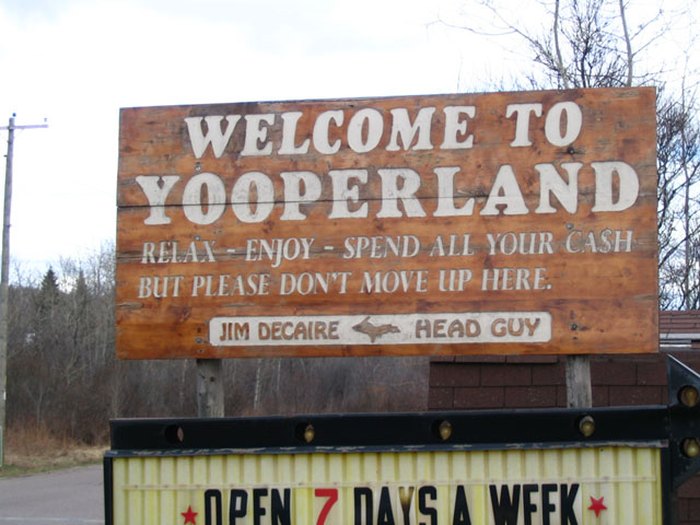 WELCOME TO
YOOPERLAND
RELAX - ENJOY - SPEND ALL YOUR CA$H
BUT PLEASE DON'T MOVE UP HERE.
JIM DECAIRE HEAD GUY
OPEN 7 DAYS A WEEK